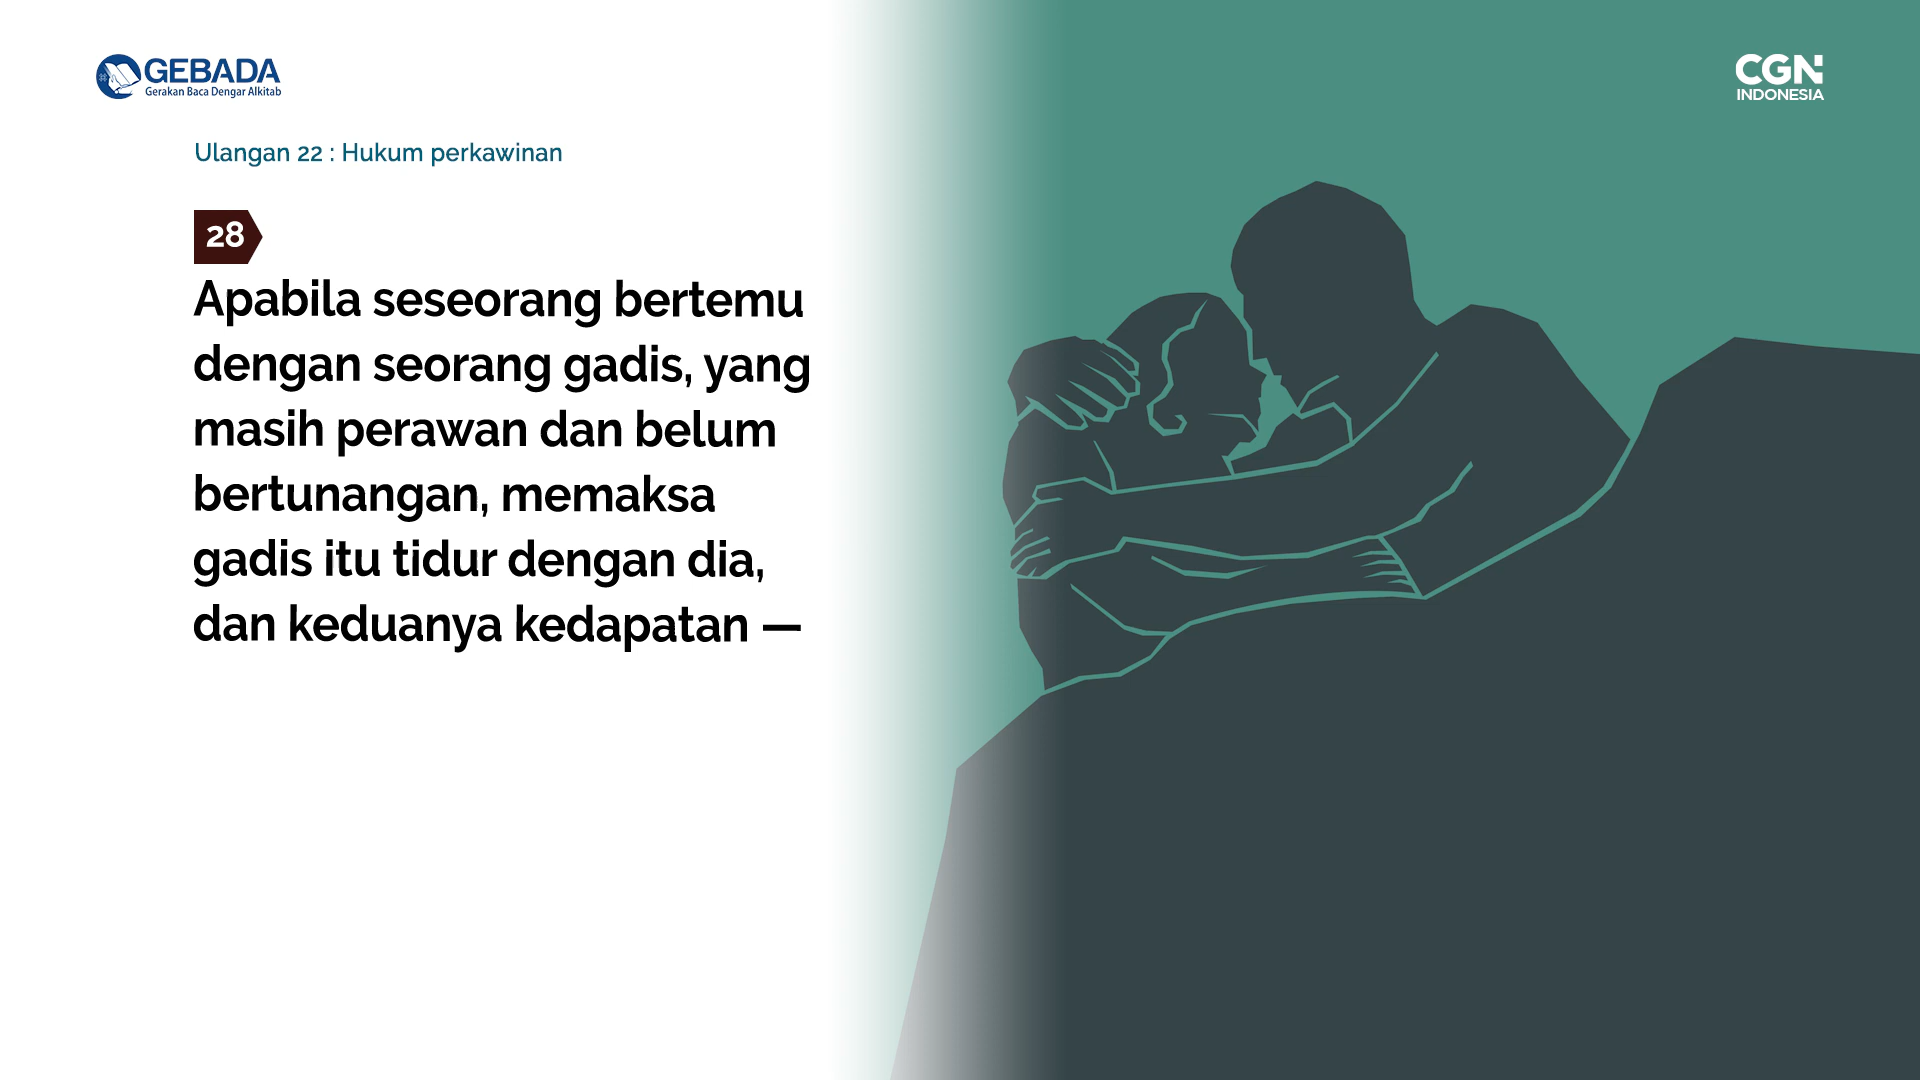 GEBADA
Gerakan Baca Dengar Alkitab
CGN
INDONESIA
Ulangan 22 : Hukum perkawinan
28
Apabila seseorang bertemu
dengan seorang gadis, yang
masih perawan dan belum
bertunangan, memaksa
gadis itu tidur dengan dia,
dan keduanya kedapatan —